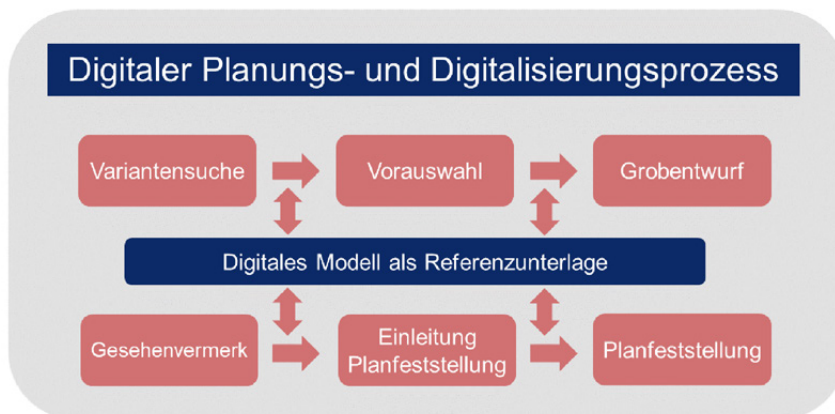 Digitaler Planungs- und Digitalisierungsprozess
Variantensuche
Vorauswahl
Grobentwurf
Digitales Modell als Referenzunterlage
Gesehenvermerk
Einleitung
Planfeststellung
Planfeststellung